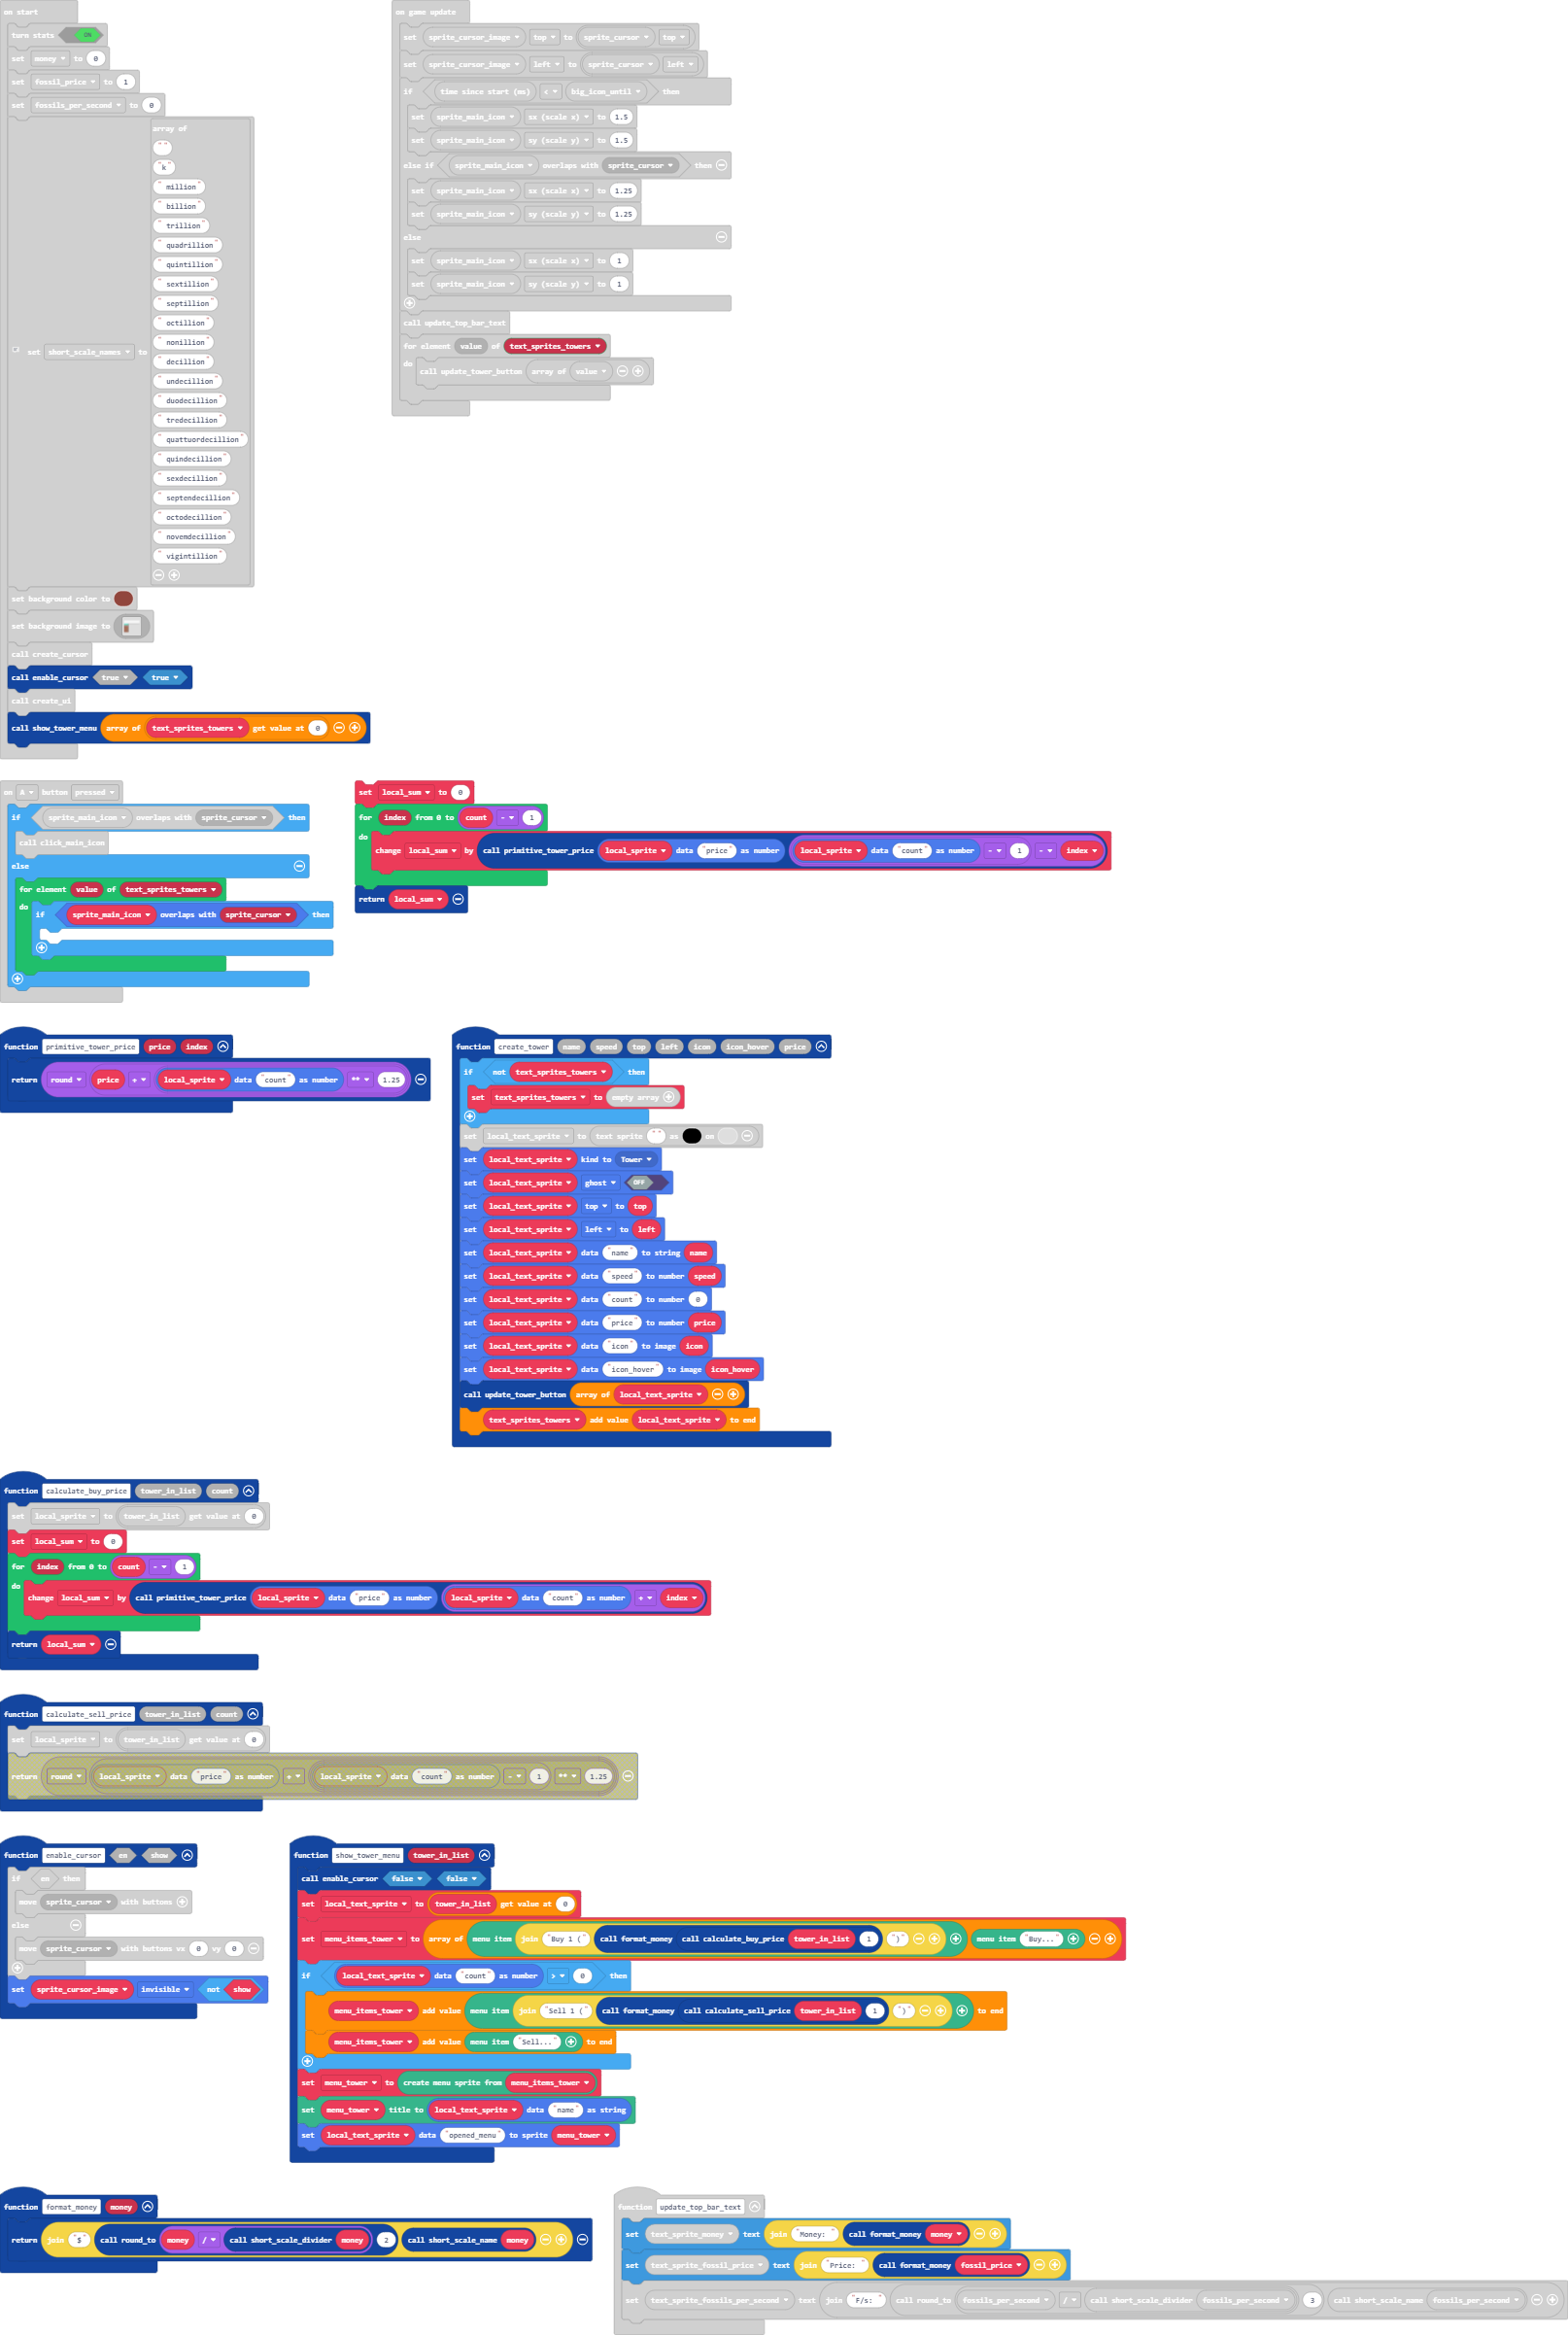 on start
turn stats ON
set money to 0
set fossil_price to 1
set fossils_per_second to 0
set short_scale_names to array of
" "
"k"
" million"
" billion"
" trillion"
" quadrillion"
" quintillion"
" sextillion"
" septillion"
" octillion"
" nonillion"
" decillion"
" undecillion"
" duodecillion"
" tredecillion"
" quattuordecillion"
" quindecillion"
" sexdecillion"
" septendecillion"
" octodecillion"
" novemdecillion"
" vigintillion"
set background color to
set background image to
call create_cursor
call enable_cursor true true
call create_ui
call show_tower_menu array of text_sprites_towers get value at 0
on game update
set sprite_cursor_image top to sprite_cursor top
set sprite_cursor_image left to sprite_cursor left
if time since start (ms) < big_icon_until then
set sprite_main_icon sx (scale x) to 1.5
set sprite_main_icon sy (scale y) to 1.5
else if sprite_main_icon overlaps with sprite_cursor then
set sprite_main_icon sx (scale x) to 1.25
set sprite_main_icon sy (scale y) to 1.25
else
set sprite_main_icon sx (scale x) to 1
set sprite_main_icon sy (scale y) to 1
call update_top_bar_text
for element value of text_sprites_towers
do
call update_tower_button array of value
on A button pressed
if sprite_main_icon overlaps with sprite_cursor then
call click_main_icon
else
for element value of text_sprites_towers
do
if sprite_main_icon overlaps with sprite_cursor then
set local_sum to 0
for index from 0 to count - 1
do
change local_sum by call primitive_tower_price local_sprite data "price" as number local_sprite data "count" as number - 1 - index
return local_sum
function primitive_tower_price price index
return round price + local_sprite data "count" as number ** 1.25
function create_tower name speed top left icon icon_hover price
if not text_sprites_towers then
set text_sprites_towers to empty array
set local_text_sprite to text sprite " " as on
set local_text_sprite kind to Tower
set local_text_sprite ghost OFF
set local_text_sprite top to top
set local_text_sprite left to left
set local_text_sprite data "name" to string name
set local_text_sprite data "speed" to number speed
set local_text_sprite data "count" to number 0
set local_text_sprite data "price" to number price
set local_text_sprite data "icon" to image icon
set local_text_sprite data "icon_hover" to image icon_hover
call update_tower_button array of local_text_sprite
text_sprites_towers add value local_text_sprite to end
function calculate_buy_price tower_in_list count
set local_sprite to tower_in_list get value at 0
set local_sum to 0
for index from 0 to count - 1
do
change local_sum by call primitive_tower_price local_sprite data "price" as number local_sprite data "count" as number + index
return local_sum
function calculate_sell_price tower_in_list count
set local_sprite to tower_in_list get value at 0
return round local_sprite data "price" as number + local_sprite data "count" as number - 1 ** 1.25
function enable_cursor en show
if en then
move sprite_cursor with buttons
else
move sprite_cursor with buttons vx 0 vy 0
set sprite_cursor_image invisible not show
function show_tower_menu tower_in_list
call enable_cursor false false
set local_text_sprite to tower_in_list get value at 0
set menu_items_tower to array of menu item join "Buy 1 (" call format_money call calculate_buy_price tower_in_list 1 ")" menu item "Buy..."
if local_text_sprite data "count" as number > 0 then
menu_items_tower add value menu item join "Sell 1 (" call format_money call calculate_sell_price tower_in_list 1 ")" to end
menu_items_tower add value menu item "Sell..." to end
set menu_tower to create menu sprite from menu_items_tower
set menu_tower title to local_text_sprite data "name" as string
set local_text_sprite data "opened_menu" to sprite menu_tower
function format_money money
return join "$" call round_to money / call short_scale_divider money 2 call short_scale_name money
function update_top_bar_text
set text_sprite_money text join "Money: " call format_money money
set text_sprite_fossil_price text join "Price: " call format_money fossil_price
set text_sprite_fossils_per_second text join "F/s: " call round_to fossils_per_second / call short_scale_divider fossils_per_second 3 call short_scale_name fossils_per_second